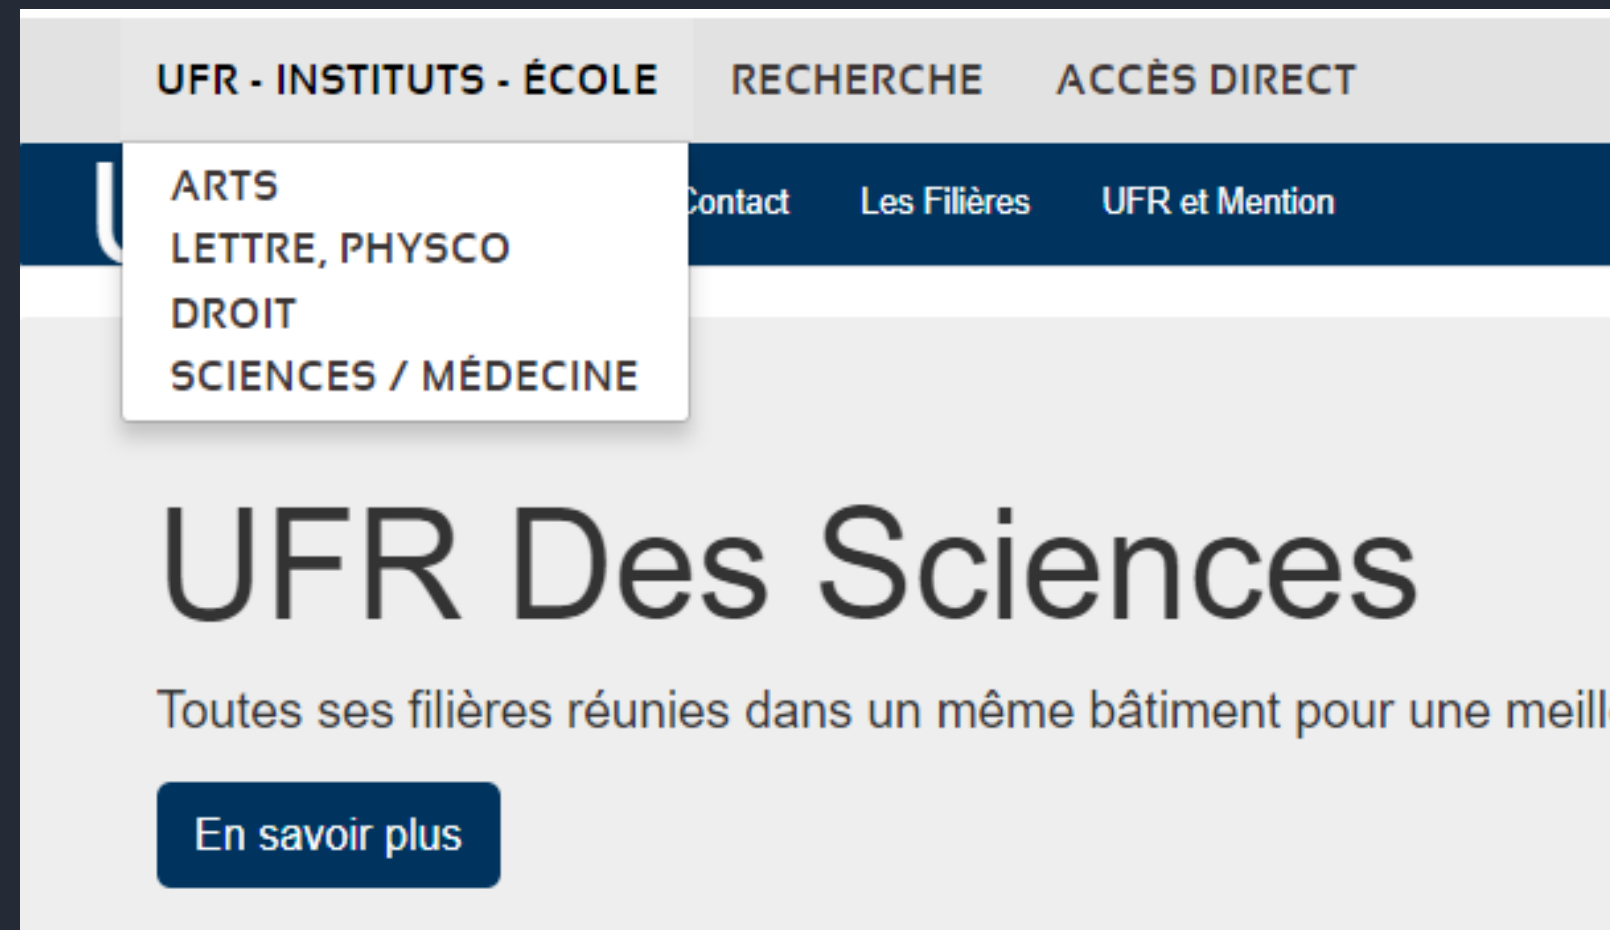 UFR - INSTITUTS - ÉCOLE RECHERCHE ACCÈS DIRECT
ARTS
LETTRE, PHYSCO
DROIT
SCIENCES / MÉDECINE
Contact Les Filières UFR et Mention
UFR Des Sciences
Toutes ses filières réunies dans un même bâtiment pour une
En savoir plus